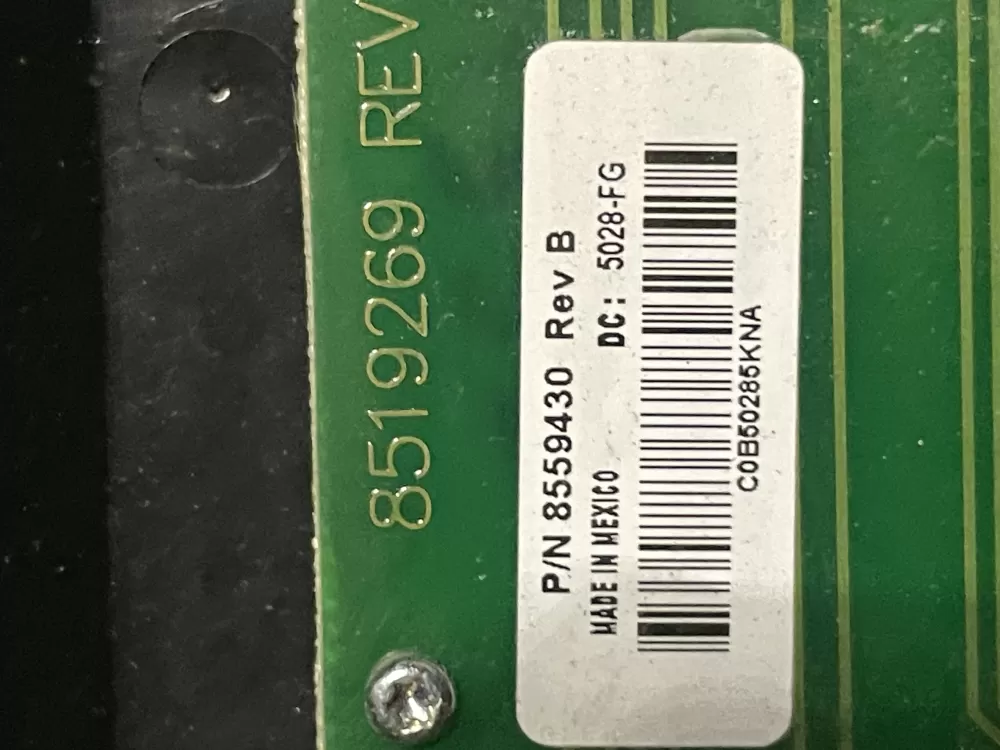 8519269 REV
P/N 8559430 Rev B
MADE IN MEXICO DC: 5028-FG
C0B50285KNA